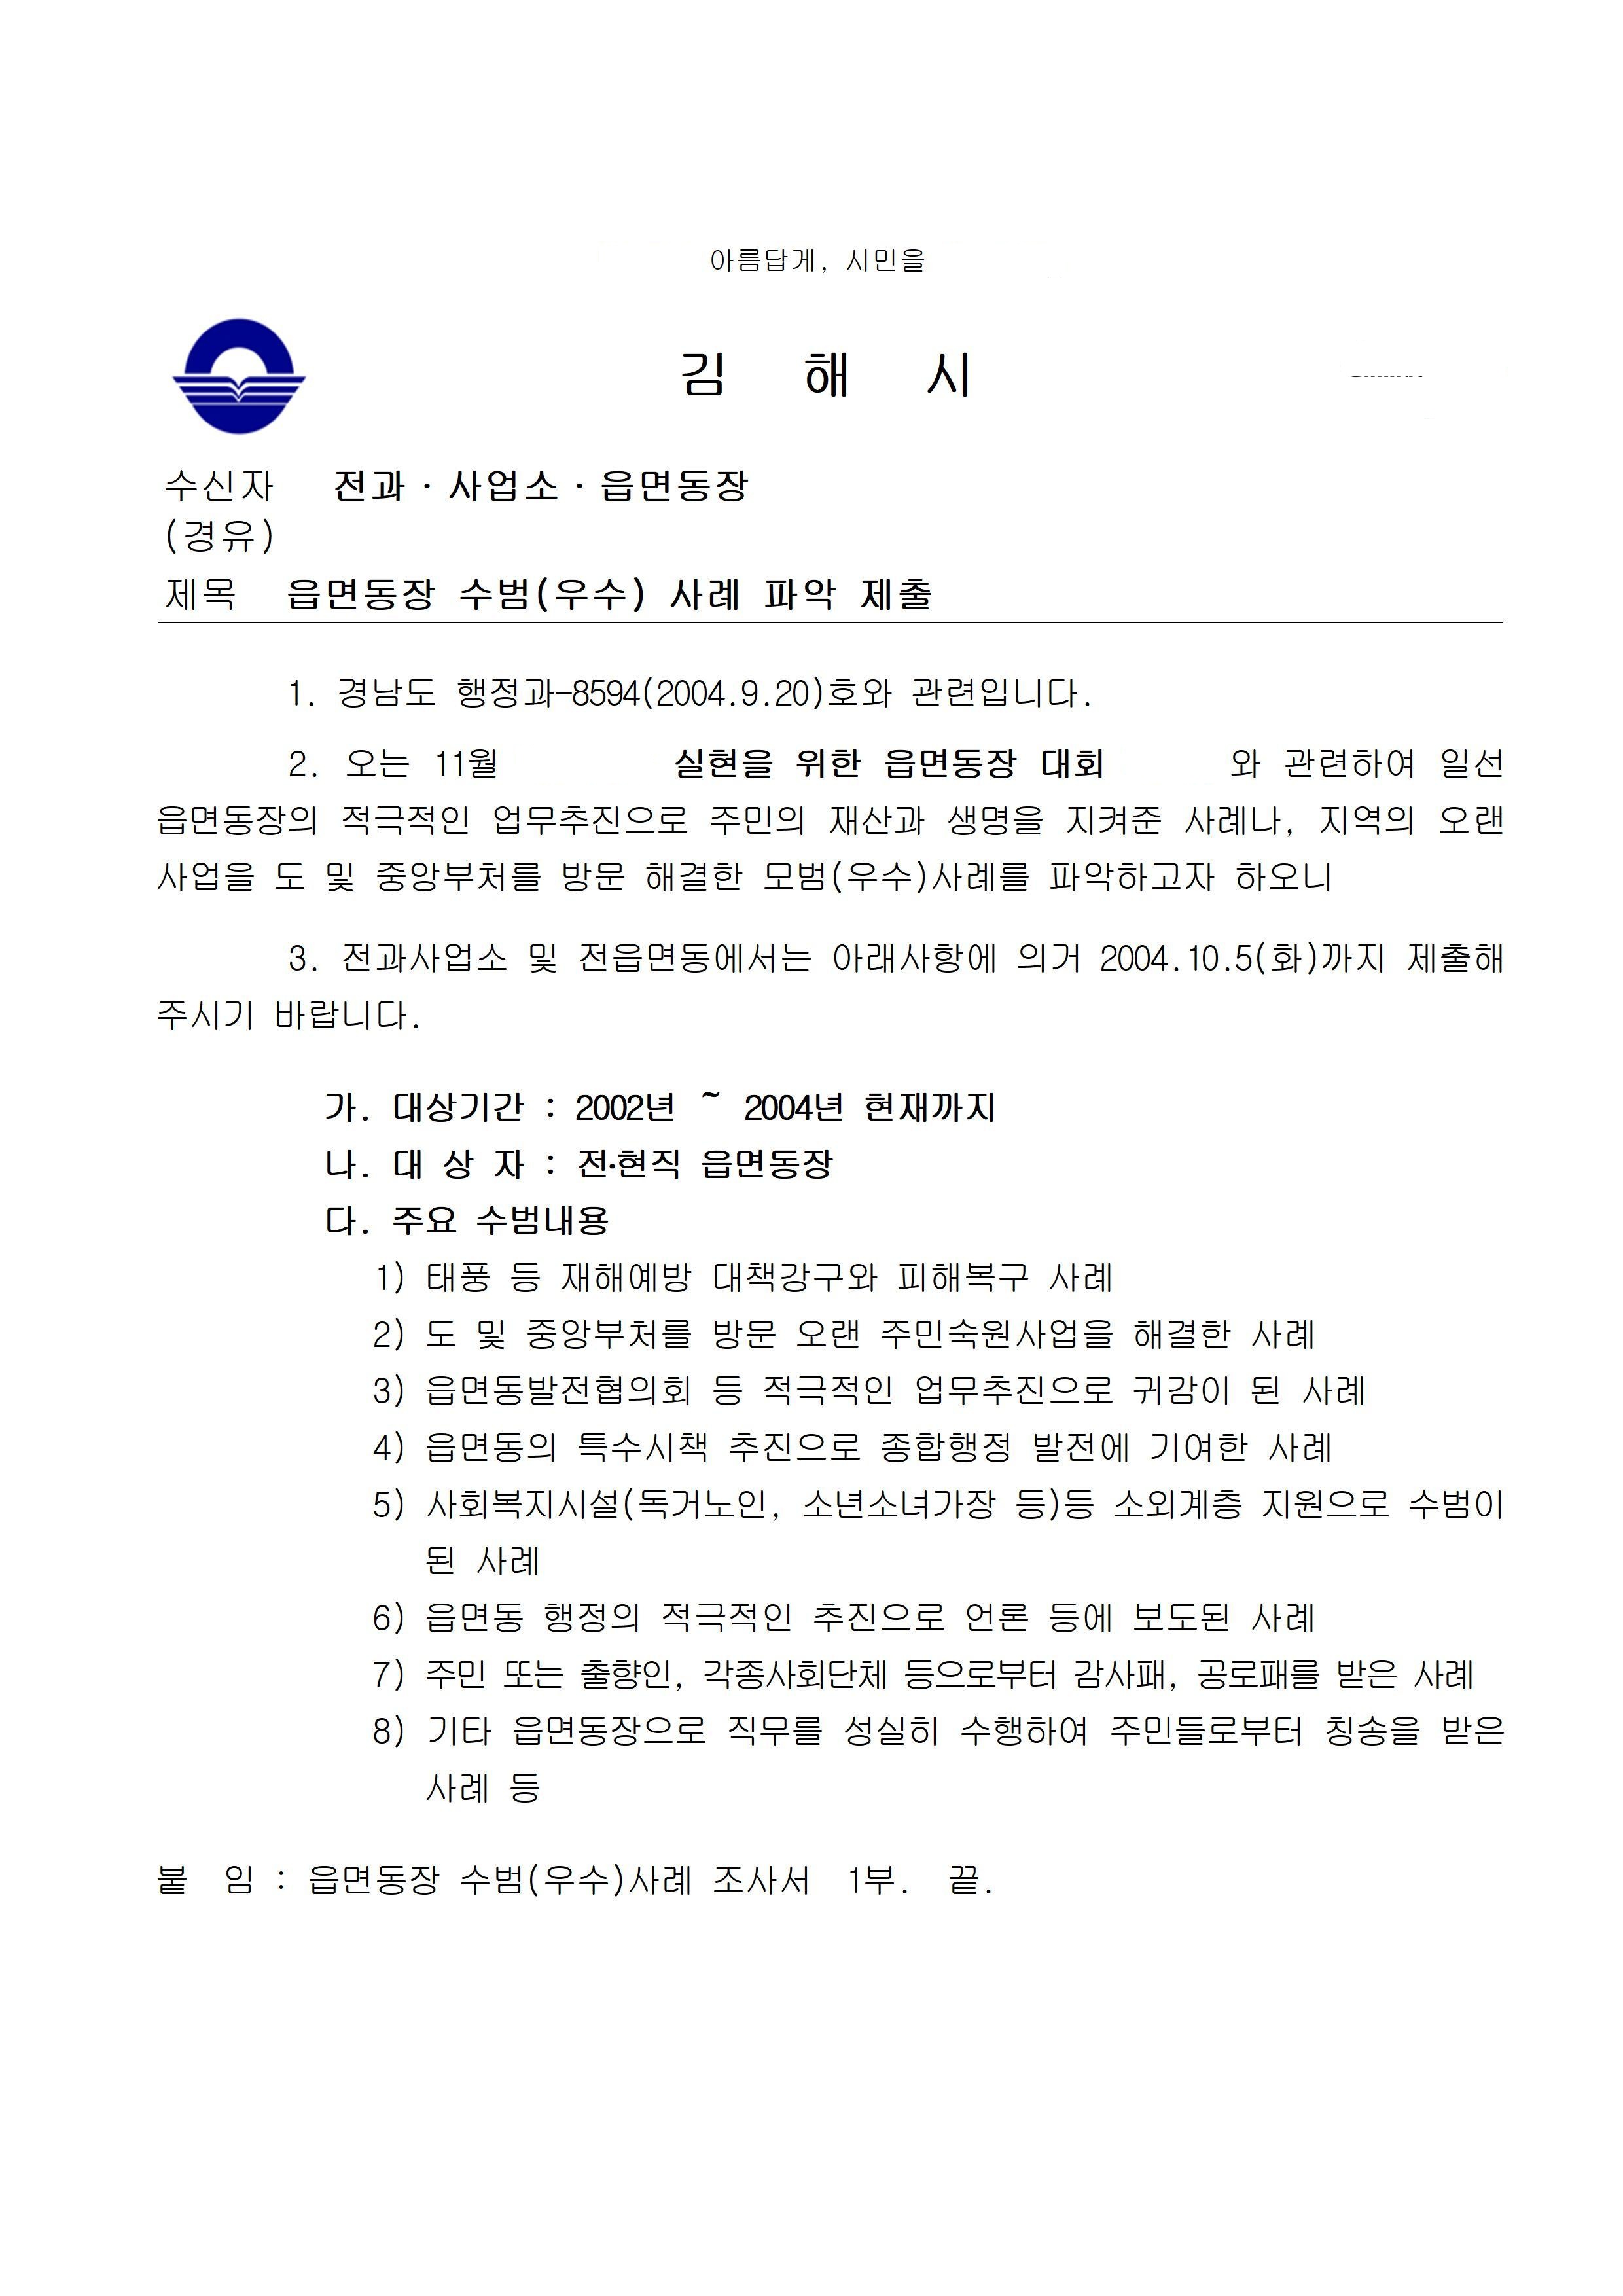 아름답게, 시민을
김 해 시
수신자 전과·사업소·읍면동장
(경유)
제목 읍면동장 수범(우수) 사례 파악 제출
1. 경남도 행정과-8594(2004.9.20)호와 관련입니다.
2. 오는 11월 실현을 위한 읍면동장 대회 와 관련하여 일선
읍면동장의 적극적인 업무추진으로 주민의 재산과 생명을 지켜준 사례나, 지역의 오랜
사업을 도 및 중앙부처를 방문 해결한 모범(우수)사례를 파악하고자 하오니
3. 전과사업소 및 전읍면동에서는 아래사항에 의거 2004.10.5(화)까지 제출해
주시기 바랍니다.
가. 대상기간 : 2002년 ~ 2004년 현재까지
나. 대 상 자 : 전·현직 읍면동장
다. 주요 수범내용
1) 태풍 등 재해예방 대책강구와 피해복구 사례
2) 도 및 중앙부처를 방문 오랜 주민숙원사업을 해결한 사례
3) 읍면동발전협의회 등 적극적인 업무추진으로 귀감이 된 사례
4) 읍면동의 특수시책 추진으로 종합행정 발전에 기여한 사례
5) 사회복지시설(독거노인, 소년소녀가장 등)등 소외계층 지원으로 수범이
된 사례
6) 읍면동 행정의 적극적인 추진으로 언론 등에 보도된 사례
7) 주민 또는 출향인, 각종사회단체 등으로부터 감사패, 공로패를 받은 사례
8) 기타 읍면동장으로 직무를 성실히 수행하여 주민들로부터 칭송을 받은
사례 등
붙 임 : 읍면동장 수범(우수)사례 조사서 1부. 끝.